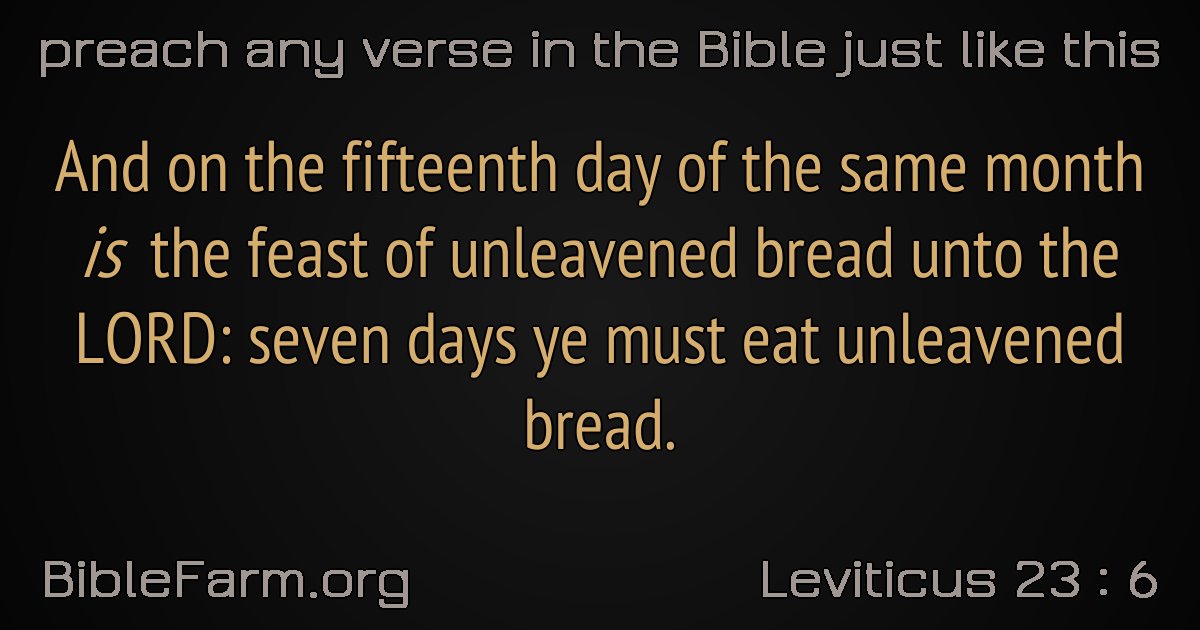 preach any verse in the Bible just like this
And on the fifteenth day of the same month
is the feast of unleavened bread unto the
LORD: seven days ye must eat unleavened
bread.
BibleFarm.org
Leviticus 23 : 6